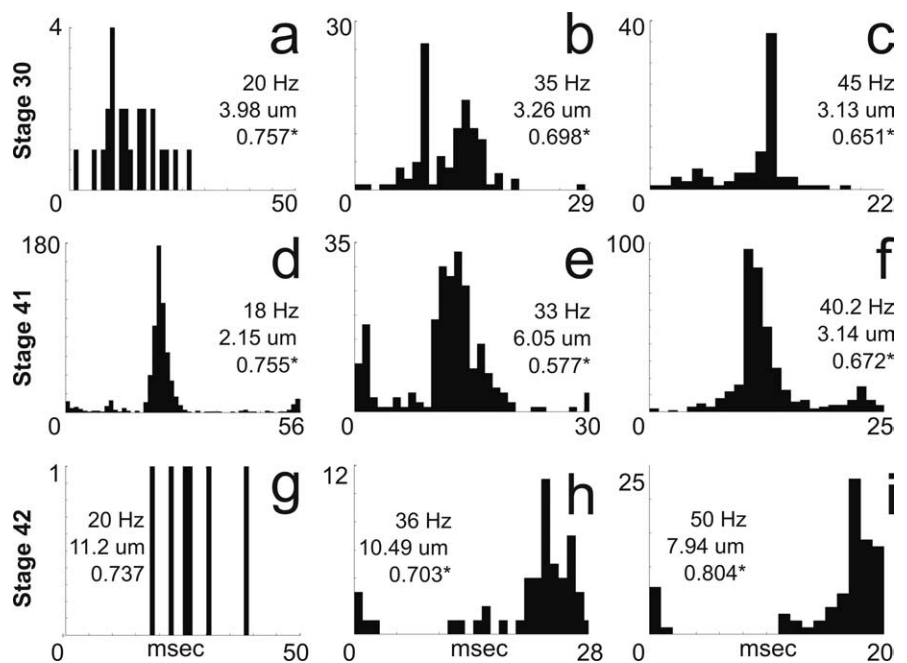 Stage 30
4
0
50
a
20 Hz
3.98 um
0.757*
30
0
29
b
35 Hz
3.26 um
0.698*
40
0
22
c
45 Hz
3.13 um
0.651*
Stage 41
180
0
56
d
18 Hz
2.15 um
0.755*
35
0
30
e
33 Hz
6.05 um
0.577*
100
0
25
f
40.2 Hz
3.14 um
0.672*
Stage 42
1
0
msec
50
g
20 Hz
11.2 um
0.737
12
0
msec
28
h
36 Hz
10.49 um
0.703*
25
0
msec
20
i
50 Hz
7.94 um
0.804*